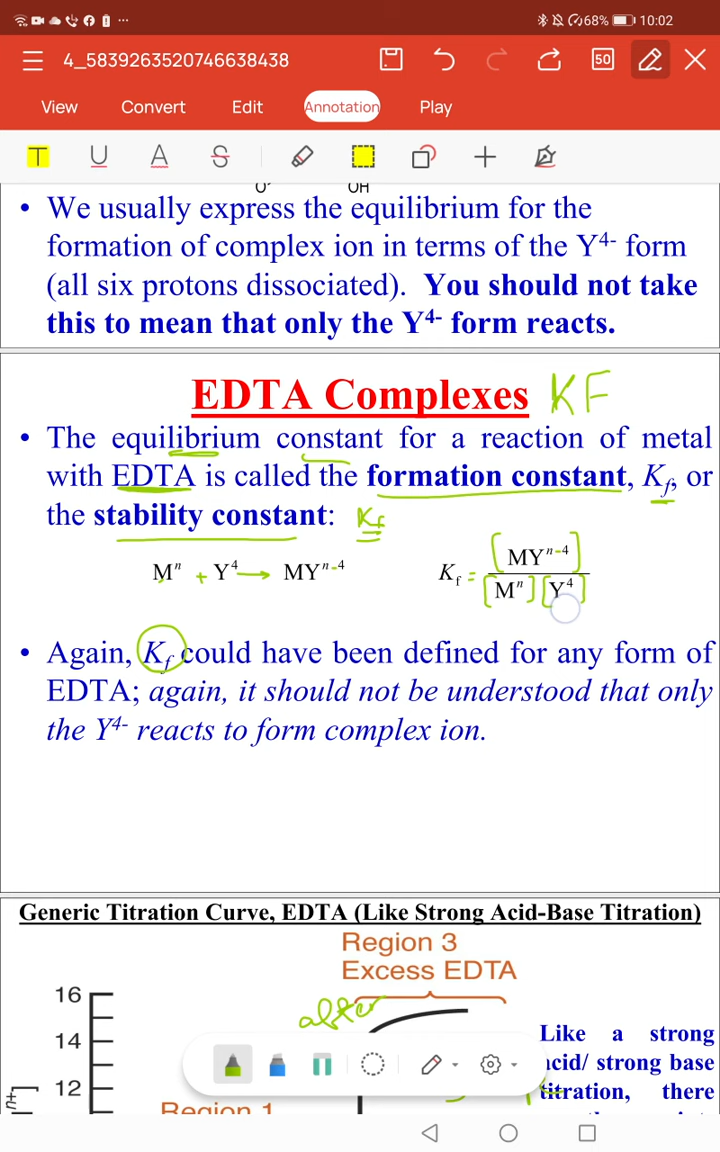 68% 10:02
4_5839263520746638438
50
View Convert Edit Annotation Play
T U A S
O- OH
• We usually express the equilibrium for the
formation of complex ion in terms of the Y4- form
(all six protons dissociated). You should not take
this to mean that only the Y4- form reacts.
EDTA Complexes KF
• The equilibrium constant for a reaction of metal
with EDTA is called the formation constant, Kf, or
the stability constant: Kf
Mn + Y4 → MYn-4 Kf = [MYn-4] / [Mn][Y4]
• Again, Kf could have been defined for any form of
EDTA; again, it should not be understood that only
the Y4- reacts to form complex ion.
Generic Titration Curve, EDTA (Like Strong Acid-Base Titration)
Region 3
Excess EDTA
16
after
14
Like a strong
acid/ strong base
titration, there
12
Region 1
n+]